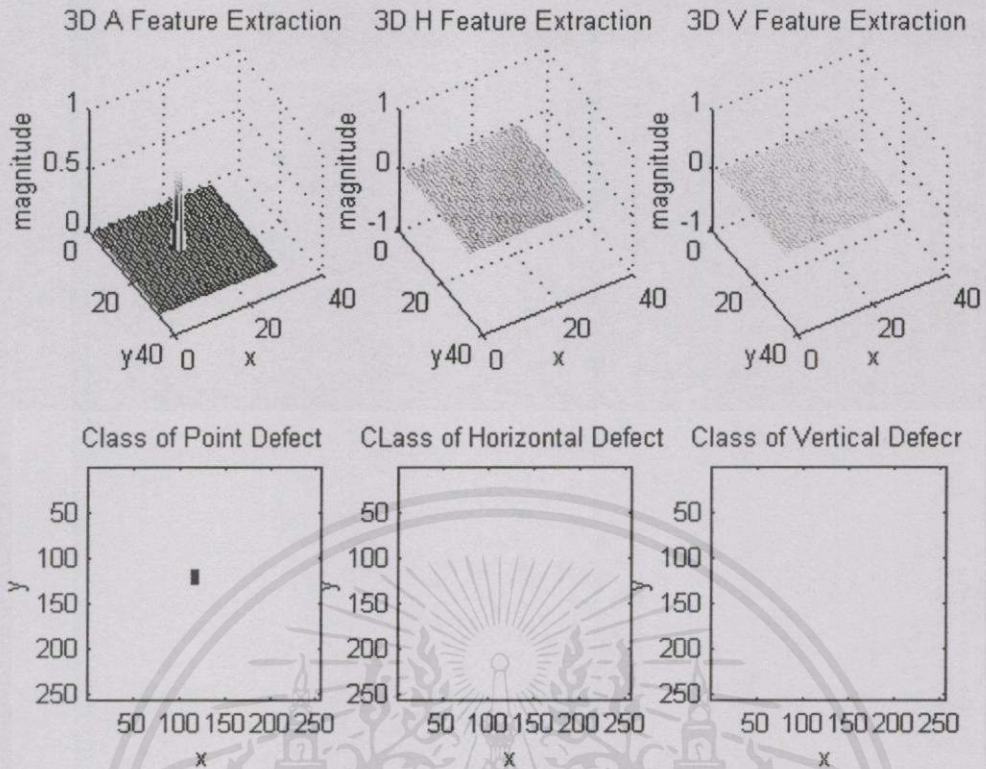 3D A Feature Extraction
3D H Feature Extraction
3D V Feature Extraction
magnitude
1
0.5
0
0
20
y40
0
x
20
40
magnitude
1
0
-1
0
20
y40
0
x
20
40
magnitude
1
0
-1
0
20
y40
0
x
20
40
Class of Point Defect
CLass of Horizontal Defect
Class of Vertical Defecr
y
50
100
150
200
250
50 100 150 200 250
x
y
50
100
150
200
250
50 100 150 200 250
x
y
50
100
150
200
250
50 100 150 200 250
x